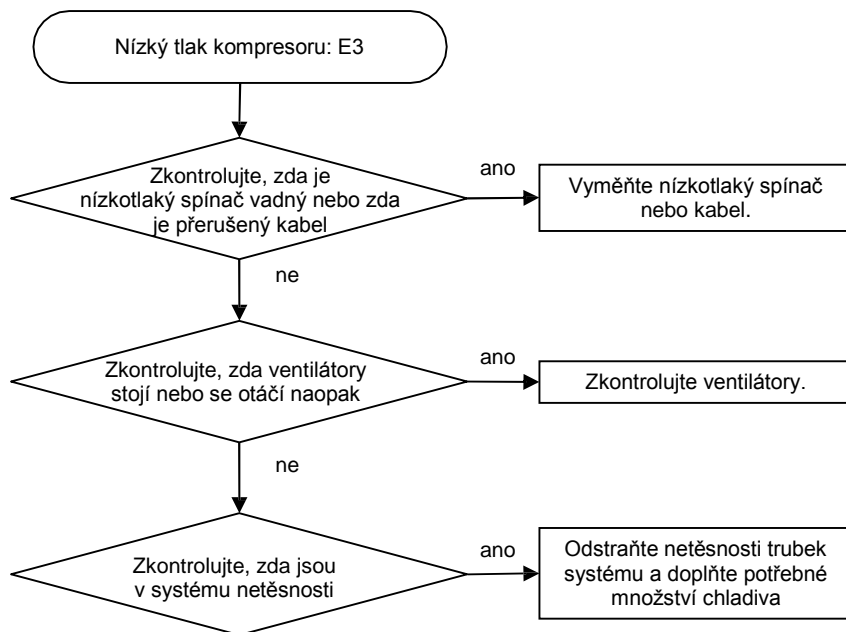 Nízký tlak kompresoru: E3
Zkontrolujte, zda je
nízkotlaký spínač vadný nebo zda
je přerušený kabel
ano
Vyměňte nízkotlaký spínač
nebo kabel.
ne
Zkontrolujte, zda ventilátory
stojí nebo se otáčí naopak
ano
Zkontrolujte ventilátory.
ne
Zkontrolujte, zda jsou
v systému netěsnosti
ano
Odstraňte netěsnosti trubek
systému a doplňte potřebné
množství chladiva